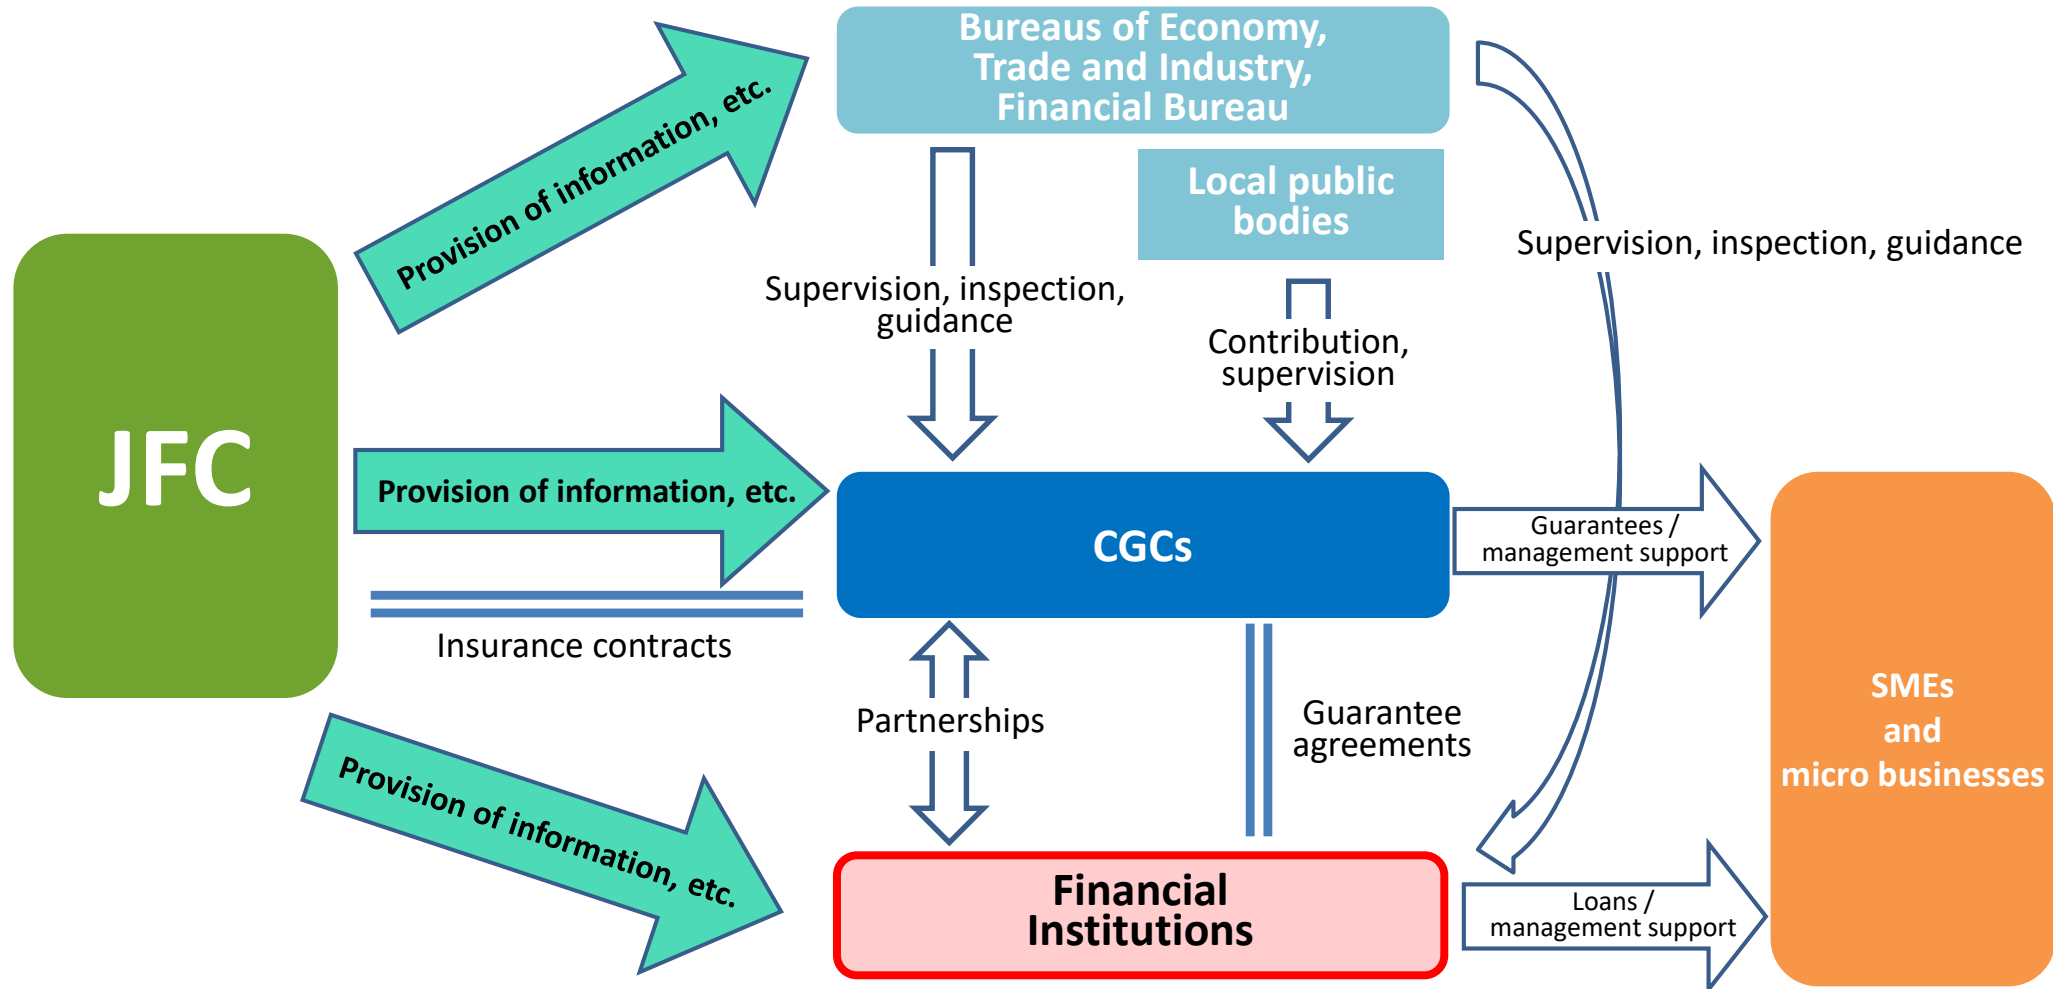 Bureaus of Economy,
Trade and Industry,
Financial Bureau
Provision of information, etc.
Local public
bodies
Supervision, inspection, guidance
Supervision, inspection,
guidance
Contribution,
supervision
JFC
Provision of information, etc.
CGCs
Guarantees /
management support
Insurance contracts
Partnerships
Guarantee
agreements
SMEs
and
micro businesses
Provision of information, etc.
Financial
Institutions
Loans /
management support